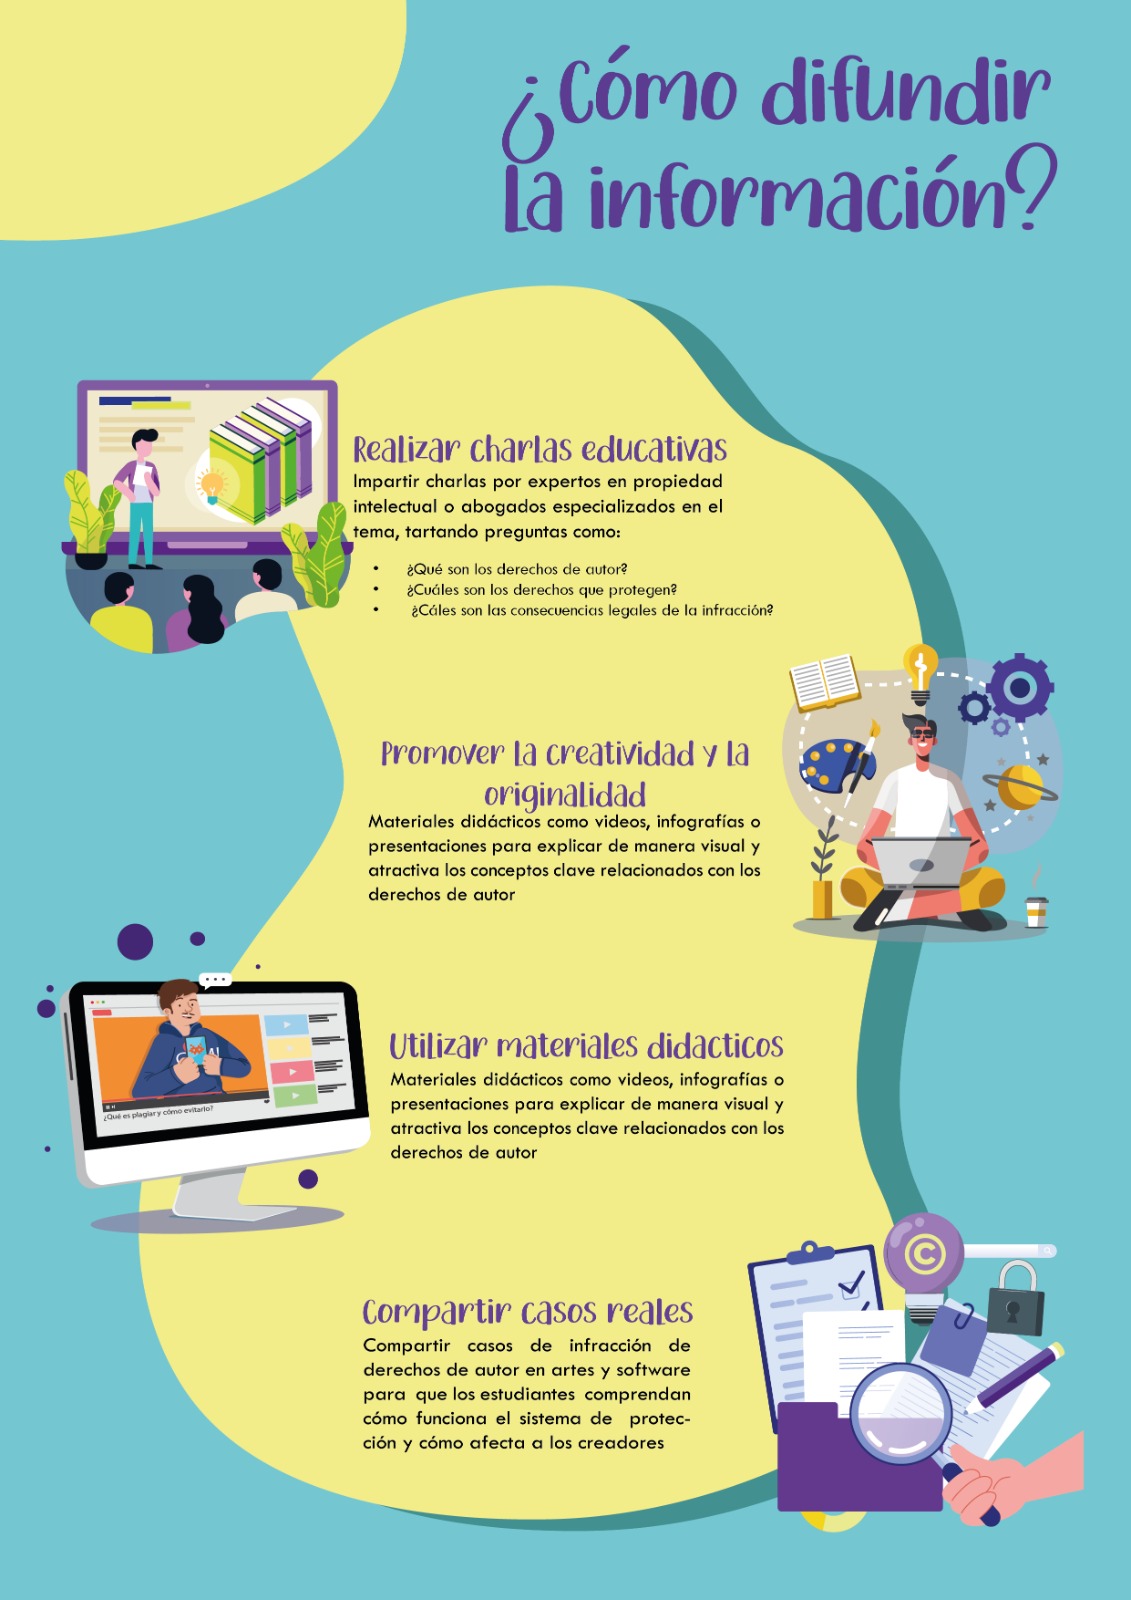 ¿Cómo difundir
la información?
Realizar charlas educativas
Impartir charlas por expertos en propiedad
intelectual o abogados especializados en el
tema, tartando preguntas como:
• ¿Qué son los derechos de autor?
• ¿Cuáles son los derechos que protegen?
• ¿Cáles son las consecuencias legales de la infracción?
Promover la creatividad y la
originalidad
Materiales didácticos como videos, infografías o
presentaciones para explicar de manera visual y
atractiva los conceptos clave relacionados con los
derechos de autor
¿Qué es plagiar y cómo evitarlo?
Utilizar materiales didacticos
Materiales didácticos como videos, infografías o
presentaciones para explicar de manera visual y
atractiva los conceptos clave relacionados con los
derechos de autor
©
Compartir casos reales
Compartir casos de infracción de
derechos de autor en artes y software
para que los estudiantes comprendan
cómo funciona el sistema de protec-
ción y cómo afecta a los creadores